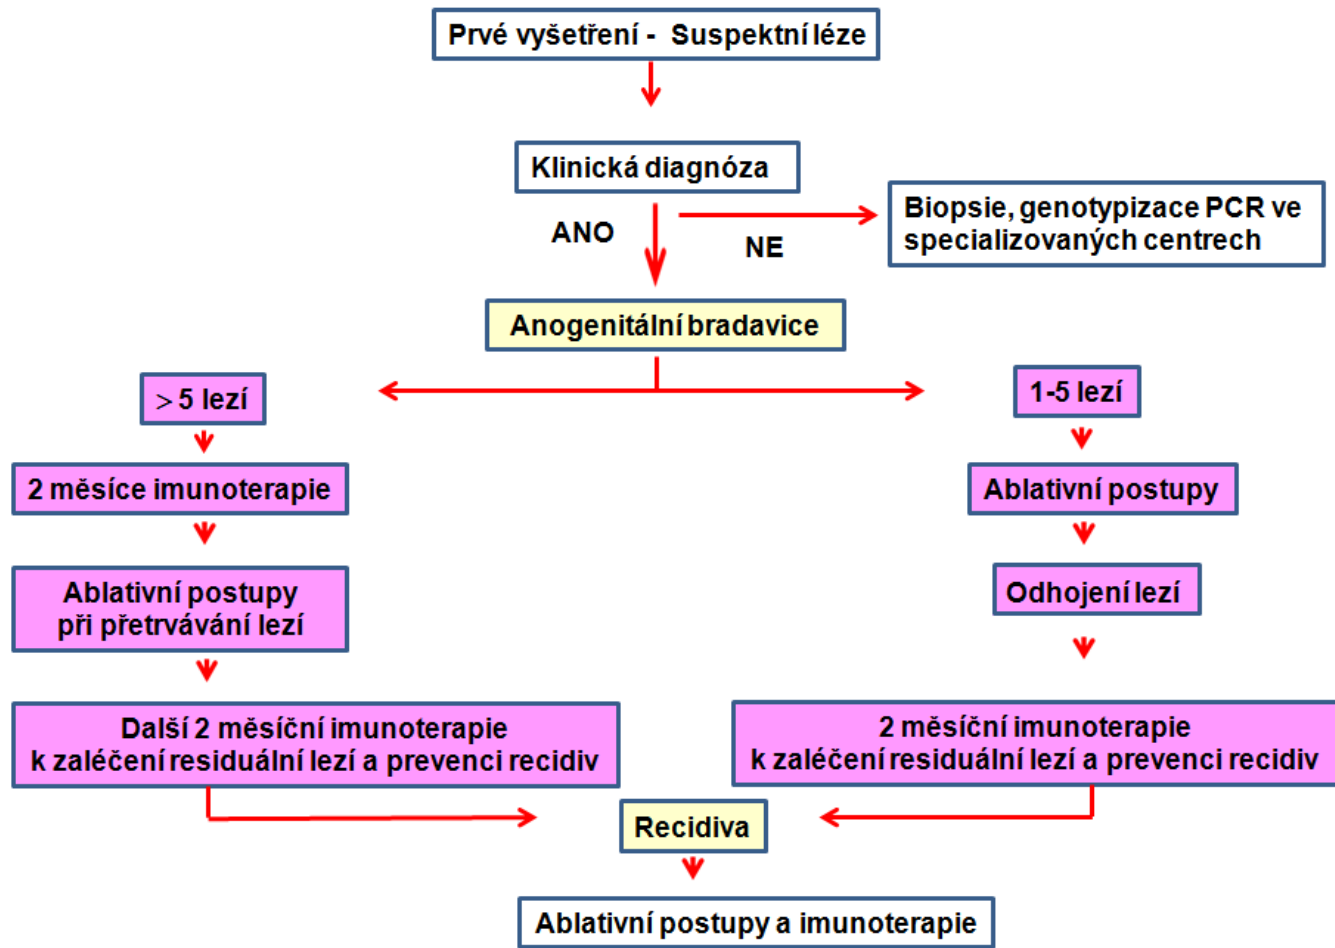 Prvé vyšetření - Suspektní léze
Klinická diagnóza
ANO
NE
Biopsie, genotypizace PCR ve
specializovaných centrech
Anogenitální bradavice
> 5 lezí
1-5 lezí
2 měsíce imunoterapie
Ablativní postupy
Ablativní postupy
při přetrvávání lezí
Odhojení lezí
Další 2 měsíční imunoterapie
k zaléčení residuální lezí a prevenci recidiv
2 měsíční imunoterapie
k zaléčení residuální lezí a prevenci recidiv
Recidiva
Ablativní postupy a imunoterapie